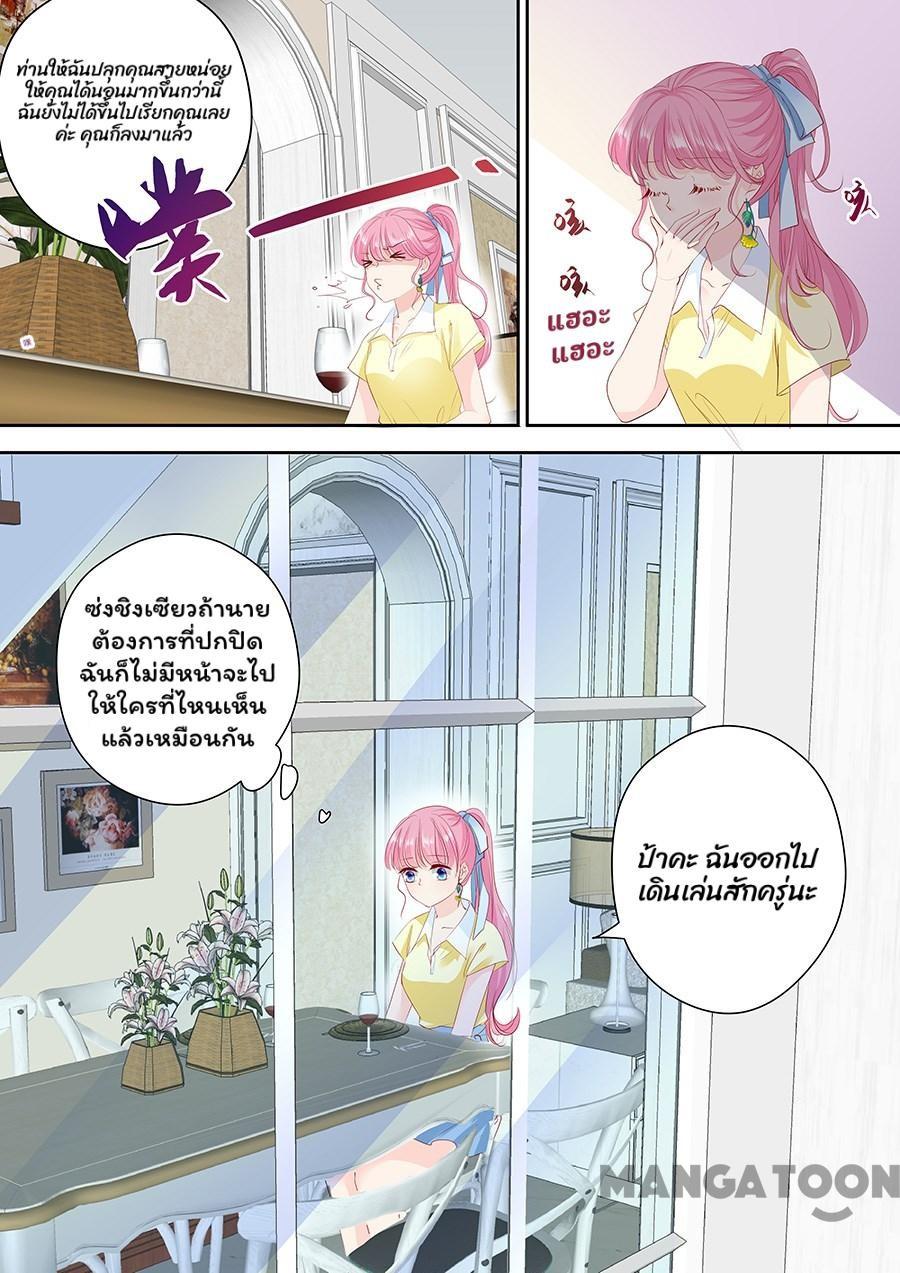 ท่านให้ฉันปลุกคุณสายหน่อย
ให้คุณได้นอนมากขึ้นกว่านี้
ฉันยังไม่ได้ขึ้นไปเรียกคุณเลย
ค่ะ คุณก็ลงมาแล้ว
噗
咳
咳
咳
แฮอะ
แฮอะ
ซ่งชิงเซียวถ้านาย
ต้องการที่ปกปิด
ฉันก็ไม่มีหน้าจะไป
ให้ใครที่ไหนเห็น
แล้วเหมือนกัน
ป้าคะ ฉันออกไป
เดินเล่นสักครู่นะ
MANGATOON